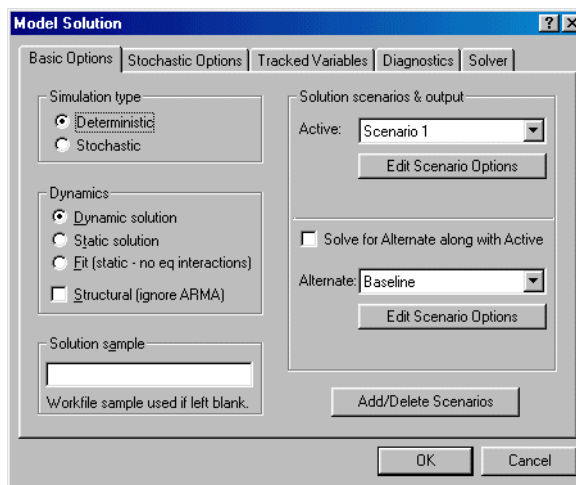 Model Solution
Basic Options
Stochastic Options
Tracked Variables
Diagnostics
Solver
Simulation type
Deterministic
Stochastic
Dynamics
Dynamic solution
Static solution
Fit (static - no eq interactions)
Structural (ignore ARMA)
Solution sample
Workfile sample used if left blank.
Solution scenarios & output
Active: Scenario 1
Edit Scenario Options
Solve for Alternate along with Active
Alternate: Baseline
Edit Scenario Options
Add/Delete Scenarios
OK
Cancel